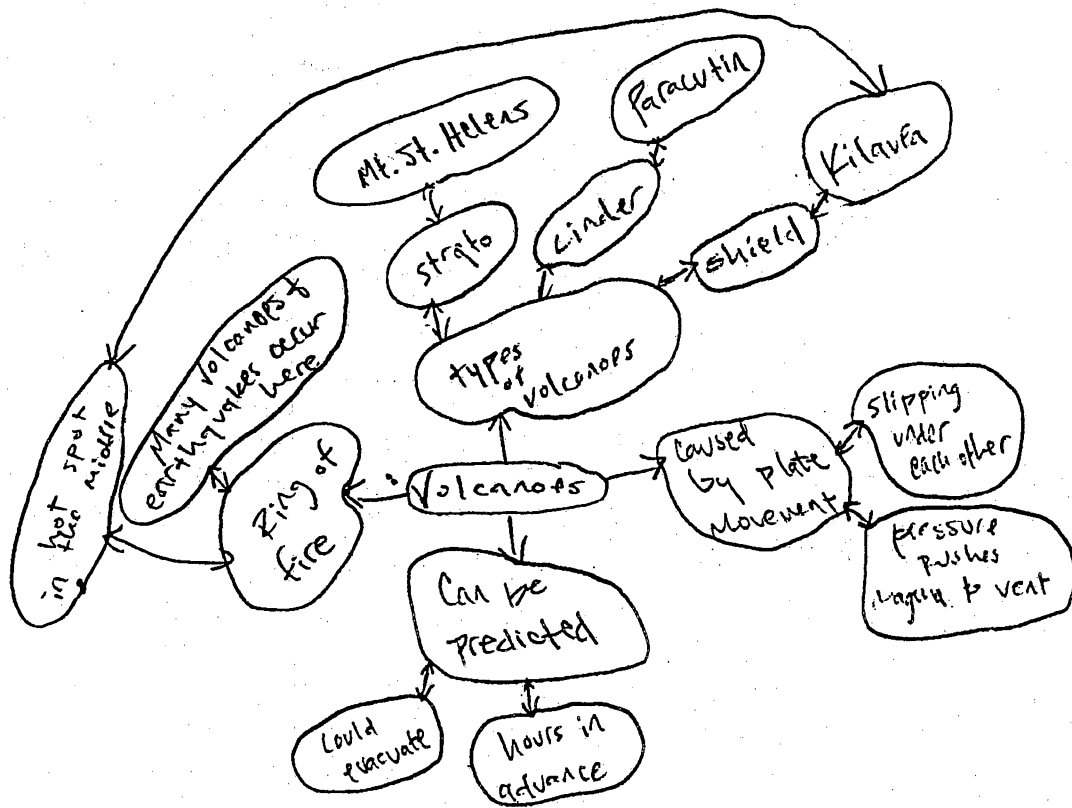 Paracutin
Mt. St. Helens
Kilauea
cinder
strato
shield
types
of
volcanoes
Many volcanoes &
earthquakes occur
here
hot spot
in the middle
Ring of
fire
Volcanoes
caused
by plate
movement
slipping
under
each other
pressure
pushes
magma to vent
Can be
predicted
could
evacuate
hours in
advance